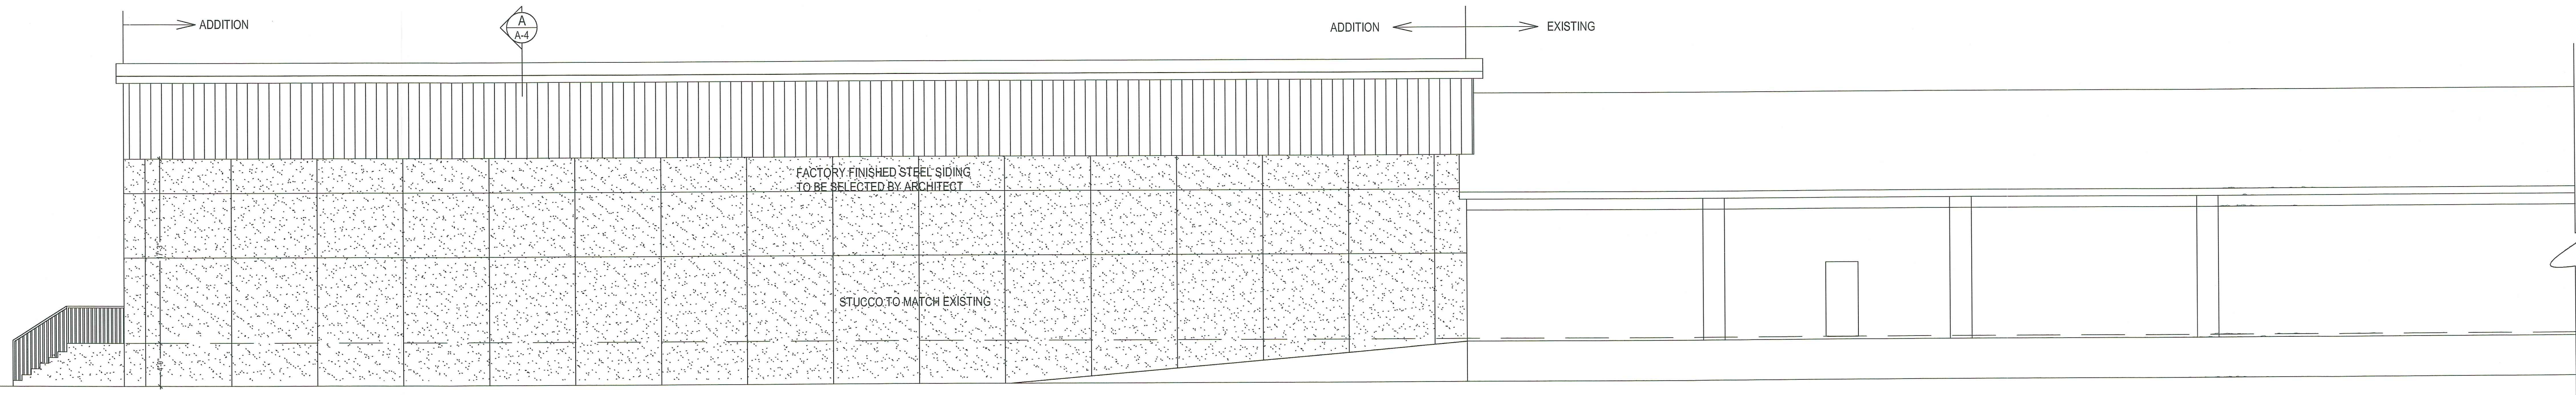 ADDITION
A
A-4
ADDITION
EXISTING
FACTORY FINISHED STEEL SIDING
TO BE SELECTED BY ARCHITECT
STUCCO TO MATCH EXISTING